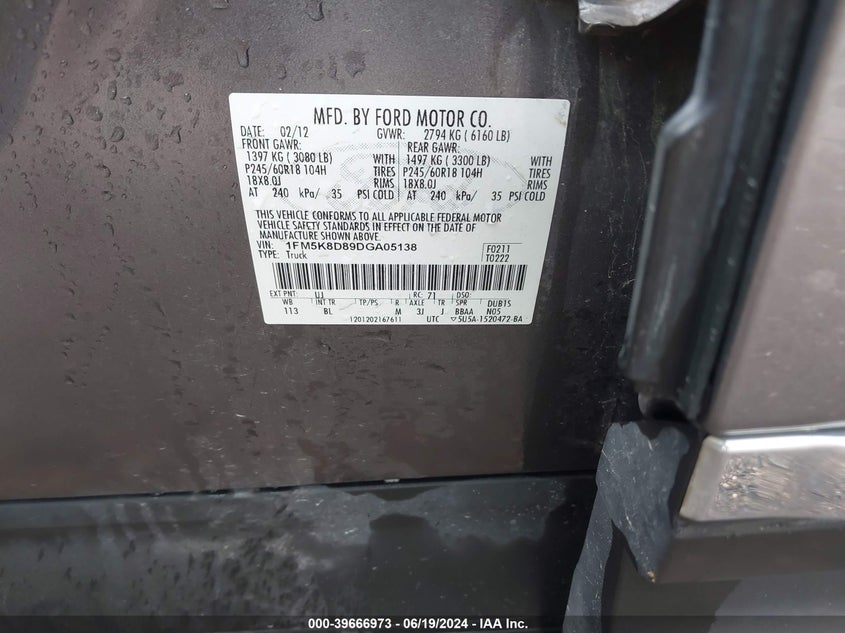 MFD. BY FORD MOTOR CO.
DATE: 02/12 GVWR: 2794 KG ( 6160 LB)
FRONT GAWR: REAR GAWR:
1397 KG ( 3080 LB) WITH 1497 KG ( 3300 LB) WITH
P245/60R18 104H TIRES P245/60R18 104H TIRES
18X8.0J RIMS 18X8.0J RIMS
AT 240 kPa/ 35 PSI COLD AT 240 kPa/ 35 PSI COLD
THIS VEHICLE CONFORMS TO ALL APPLICABLE FEDERAL MOTOR
VEHICLE SAFETY STANDARDS IN EFFECT ON THE DATE OF
MANUFACTURE SHOWN ABOVE.
VIN: 1FM5K8D89DGA05138 F0211
TYPE: Truck T0222
EXT PNT: UJ RC: 71 DSO:
WB INT TR TP/PS R AXLE TR SPR DUB15
113 BL M 3J J BBAA N05
1201202167611 UTC ▽5U5A-1520472-BA
000-39666973 - 06/19/2024 - IAA Inc.